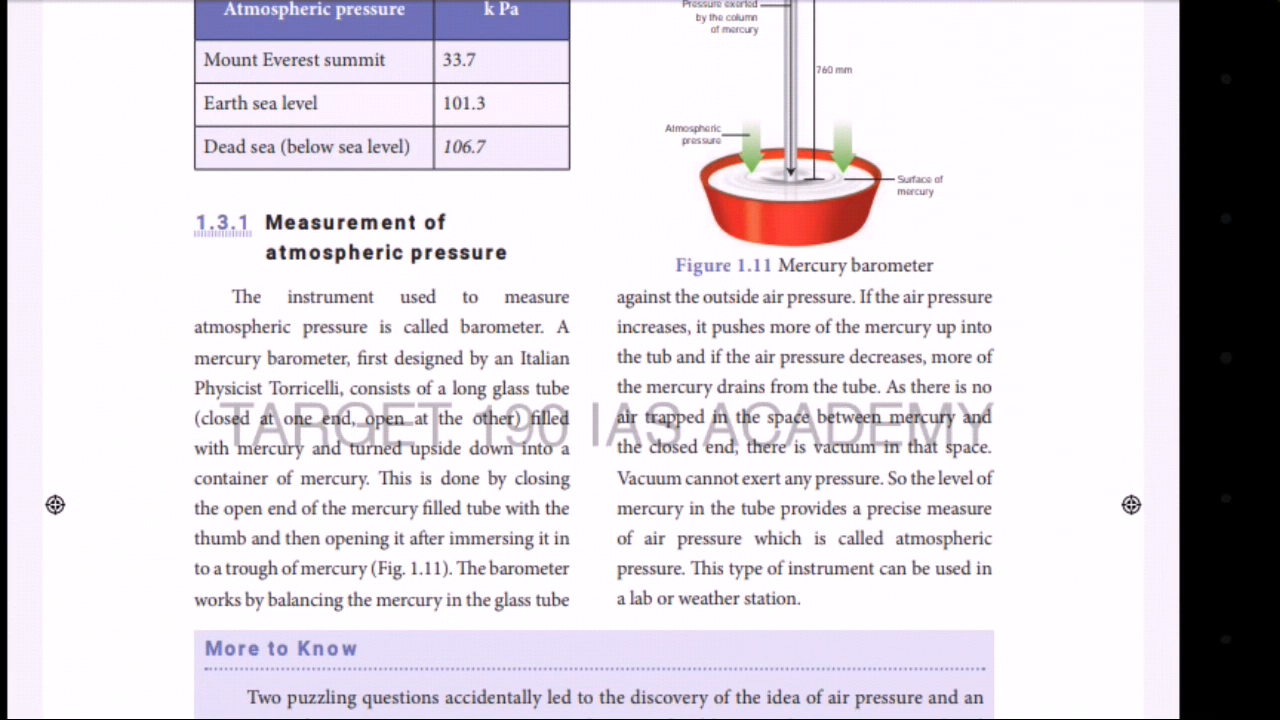 Atmospheric pressure k Pa
Mount Everest summit 33.7
Earth sea level 101.3
Dead sea (below sea level) 106.7
1.3.1 Measurement of
atmospheric pressure
The instrument used to measure
atmospheric pressure is called barometer. A
mercury barometer, first designed by an Italian
Physicist Torricelli, consists of a long glass tube
(closed at one end, open at the other) filled
with mercury and turned upside down into a
container of mercury. This is done by closing
the open end of the mercury filled tube with the
thumb and then opening it after immersing it in
to a trough of mercury (Fig. 1.11). The barometer
works by balancing the mercury in the glass tube
Pressure exerted
by the column
of mercury
760 mm
Atmospheric
pressure
Surface of
mercury
Figure 1.11 Mercury barometer
against the outside air pressure. If the air pressure
increases, it pushes more of the mercury up into
the tub and if the air pressure decreases, more of
the mercury drains from the tube. As there is no
air trapped in the space between mercury and
the closed end, there is vacuum in that space.
Vacuum cannot exert any pressure. So the level of
mercury in the tube provides a precise measure
of air pressure which is called atmospheric
pressure. This type of instrument can be used in
a lab or weather station.
TARGET 190 IAS ACADEMY
More to Know
Two puzzling questions accidentally led to the discovery of the idea of air pressure and an